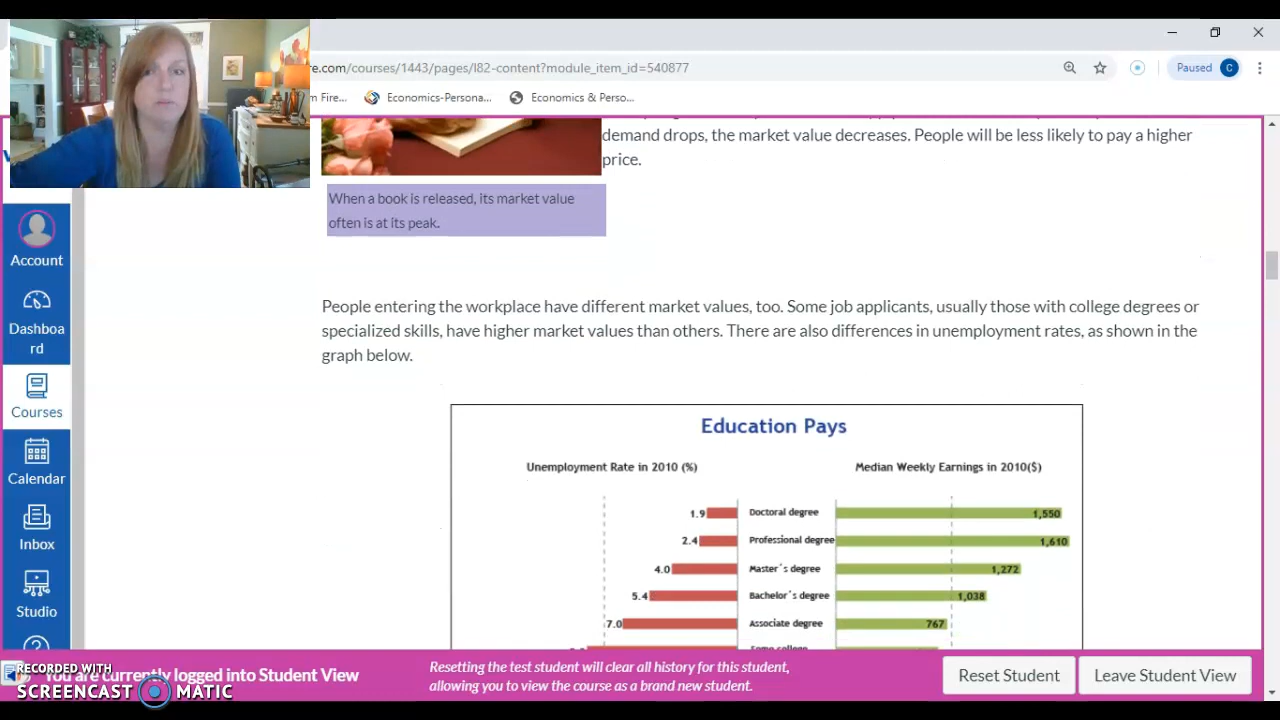 re.com/courses/1443/pages/l82-content?module_item_id=540877
Paused
C
m Fire...
Economics-Persona...
Economics & Perso...
demand drops, the market value decreases. People will be less likely to pay a higher
price.
When a book is released, its market value
often is at its peak.
Account
Dashboa
rd
Courses
Calendar
Inbox
Studio
People entering the workplace have different market values, too. Some job applicants, usually those with college degrees or
specialized skills, have higher market values than others. There are also differences in unemployment rates, as shown in the
graph below.
Education Pays
Unemployment Rate in 2010 (%)
Median Weekly Earnings in 2010($)
1.9 Doctoral degree 1,550
2.4 Professional degree 1,610
4.0 Master´s degree 1,272
5.4 Bachelor´s degree 1,038
7.0 Associate degree 767
Some college
You are currently logged into Student View
Resetting the test student will clear all history for this student,
allowing you to view the course as a brand new student.
Reset Student
Leave Student View
RECORDED WITH
SCREENCAST MATIC